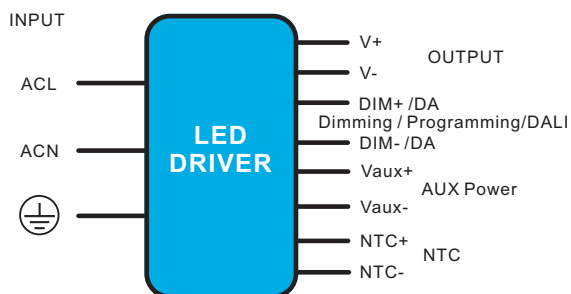 INPUT
ACL
ACN
LED
DRIVER
V+
V-
OUTPUT
DIM+ /DA
Dimming / Programming/DALI
DIM- /DA
Vaux+
AUX Power
Vaux-
NTC+
NTC
NTC-